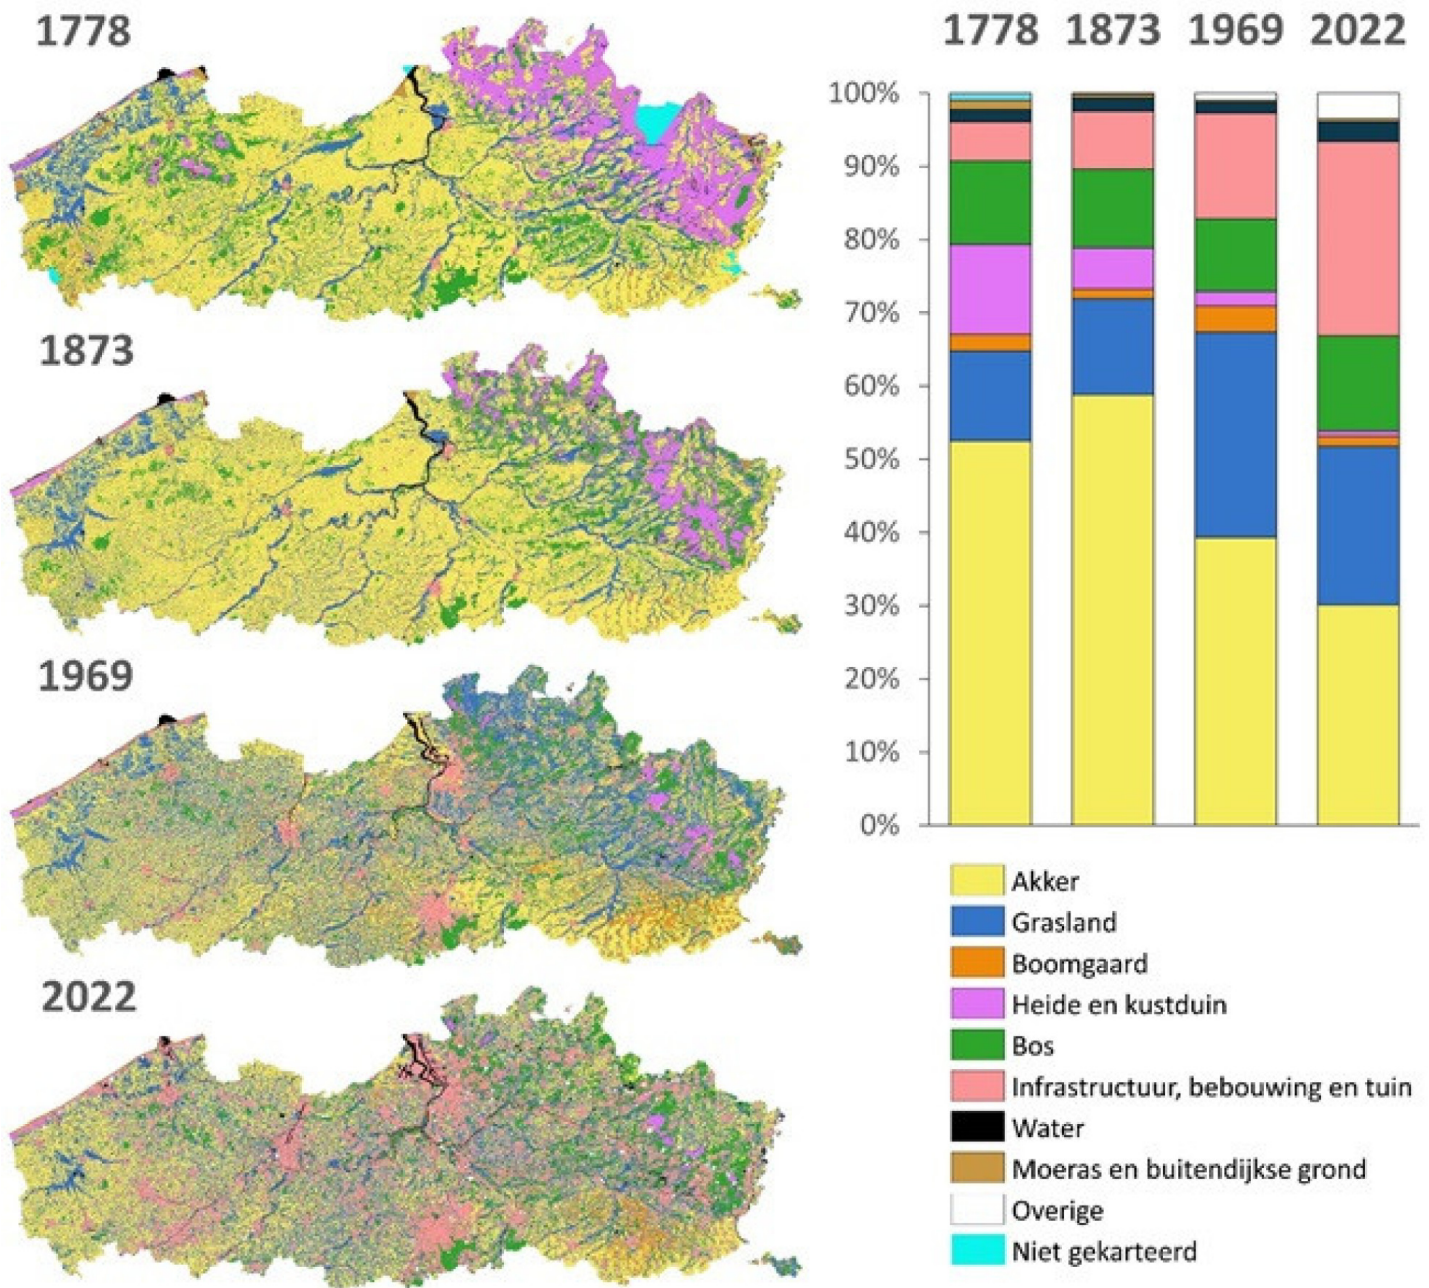 1778
1873
1969
2022
1778 1873 1969 2022
100%
90%
80%
70%
60%
50%
40%
30%
20%
10%
0%
Akker
Grasland
Boomgaard
Heide en kustduin
Bos
Infrastructuur, bebouwing en tuin
Water
Moeras en buitendijkse grond
Overige
Niet gekarteerd